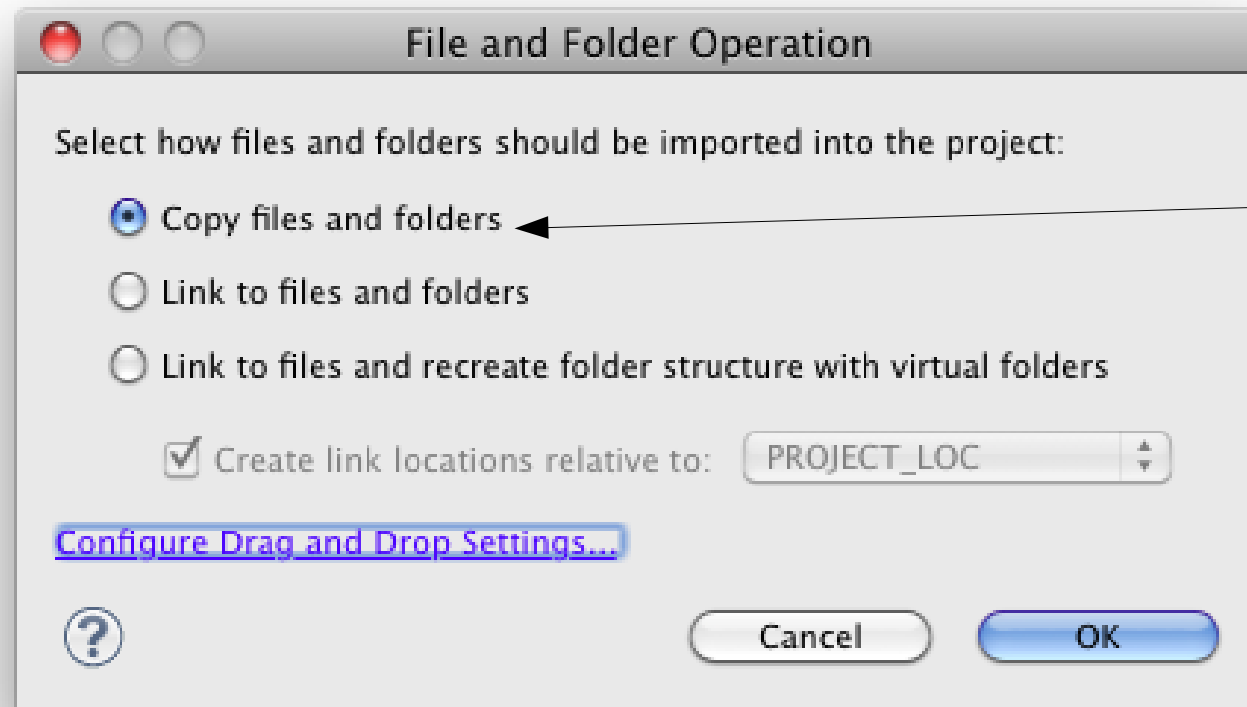 File and Folder Operation
Select how files and folders should be imported into the project:
Copy files and folders
Link to files and folders
Link to files and recreate folder structure with virtual folders
Create link locations relative to: PROJECT_LOC
Configure Drag and Drop Settings...
? Cancel OK